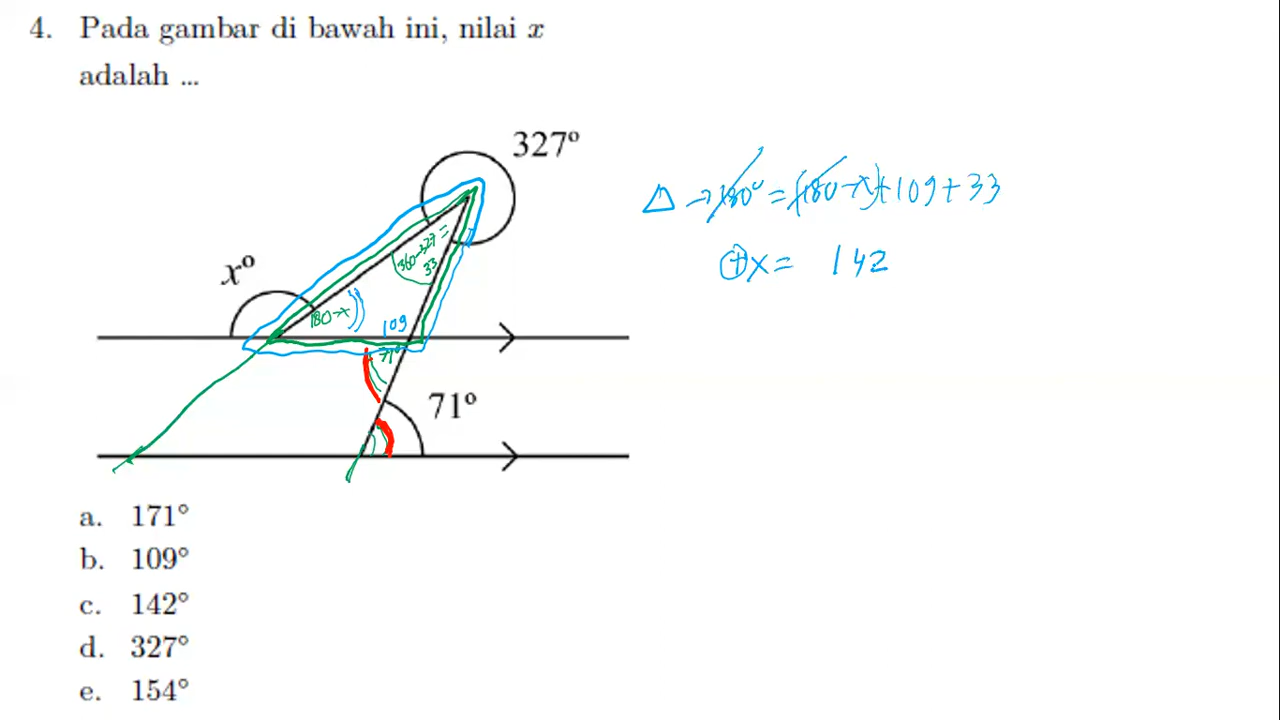 4. Pada gambar di bawah ini, nilai x
adalah ...
327°
Δ → 180° = (180-x) + 109 + 33
360-327 =
33
x°
⊕x = 142
180-x
109
71°
71°
a. 171°
b. 109°
c. 142°
d. 327°
e. 154°